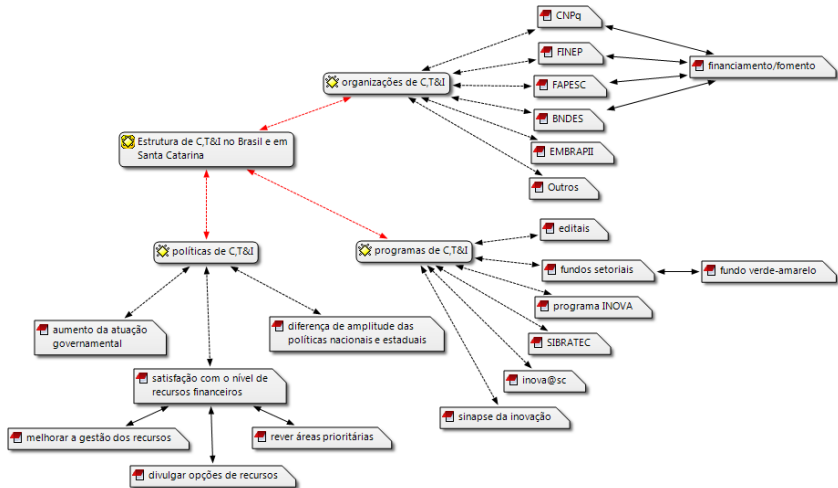 CNPq
FINEP
financiamento/fomento
organizações de C,T&I
FAPESC
BNDES
Estrutura de C,T&I no Brasil e em
Santa Catarina
EMBRAPII
Outros
editais
políticas de C,T&I
programas de C,T&I
fundos setoriais
fundo verde-amarelo
programa INOVA
aumento da atuação
governamental
diferença de amplitude das
políticas nacionais e estaduais
SIBRATEC
satisfação com o nível de
recursos financeiros
inova@sc
sinapse da inovação
melhorar a gestão dos recursos
rever áreas prioritárias
divulgar opções de recursos